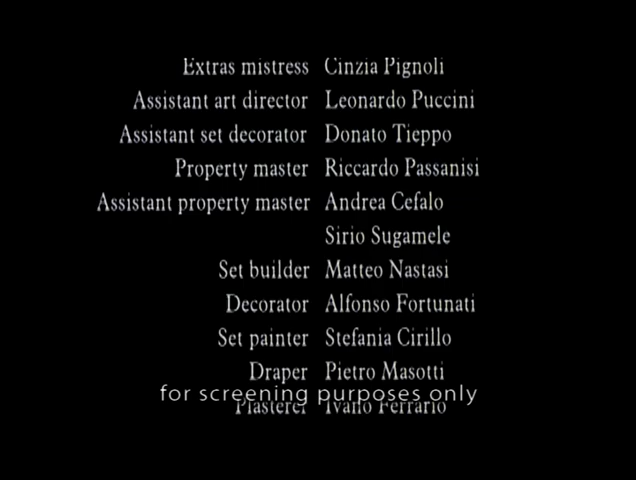 Extras mistress Cinzia Pignoli
Assistant art director Leonardo Puccini
Assistant set decorator Donato Tieppo
Property master Riccardo Passanisi
Assistant property master Andrea Cefalo
Sirio Sugamele
Set builder Matteo Nastasi
Decorator Alfonso Fortunati
Set painter Stefania Cirillo
Draper Pietro Masotti
for screening purposes only
Plasterer Ivano Ferrario